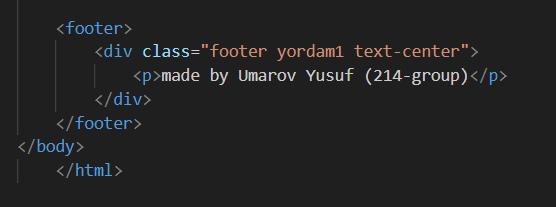 <footer>
<div class="footer yordam1 text-center">
<p>made by Umarov Yusuf (214-group)</p>
</div>
</footer>
</body>
</html>